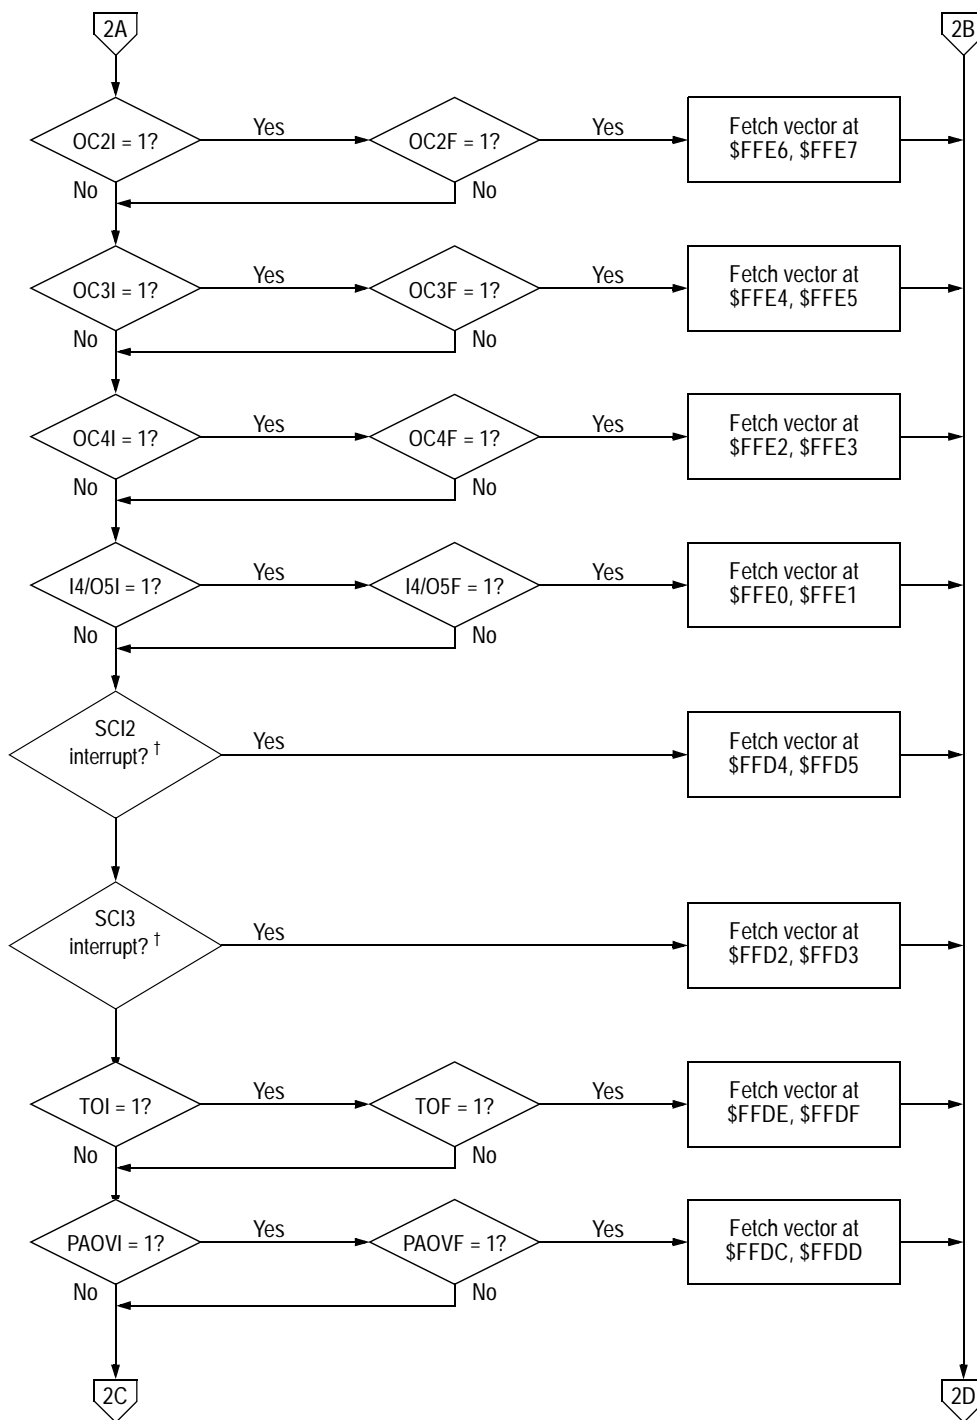 2A
2B
OC2I = 1?
Yes
OC2F = 1?
Yes
Fetch vector at
$FFE6, $FFE7
No
No
OC3I = 1?
Yes
OC3F = 1?
Yes
Fetch vector at
$FFE4, $FFE5
No
No
OC4I = 1?
Yes
OC4F = 1?
Yes
Fetch vector at
$FFE2, $FFE3
No
No
I4/O5I = 1?
Yes
I4/O5F = 1?
Yes
Fetch vector at
$FFE0, $FFE1
No
No
SCI2
interrupt? †
Yes
Fetch vector at
$FFD4, $FFD5
SCI3
interrupt? †
Yes
Fetch vector at
$FFD2, $FFD3
TOI = 1?
Yes
TOF = 1?
Yes
Fetch vector at
$FFDE, $FFDF
No
No
PAOVI = 1?
Yes
PAOVF = 1?
Yes
Fetch vector at
$FFDC, $FFDD
No
No
2C
2D